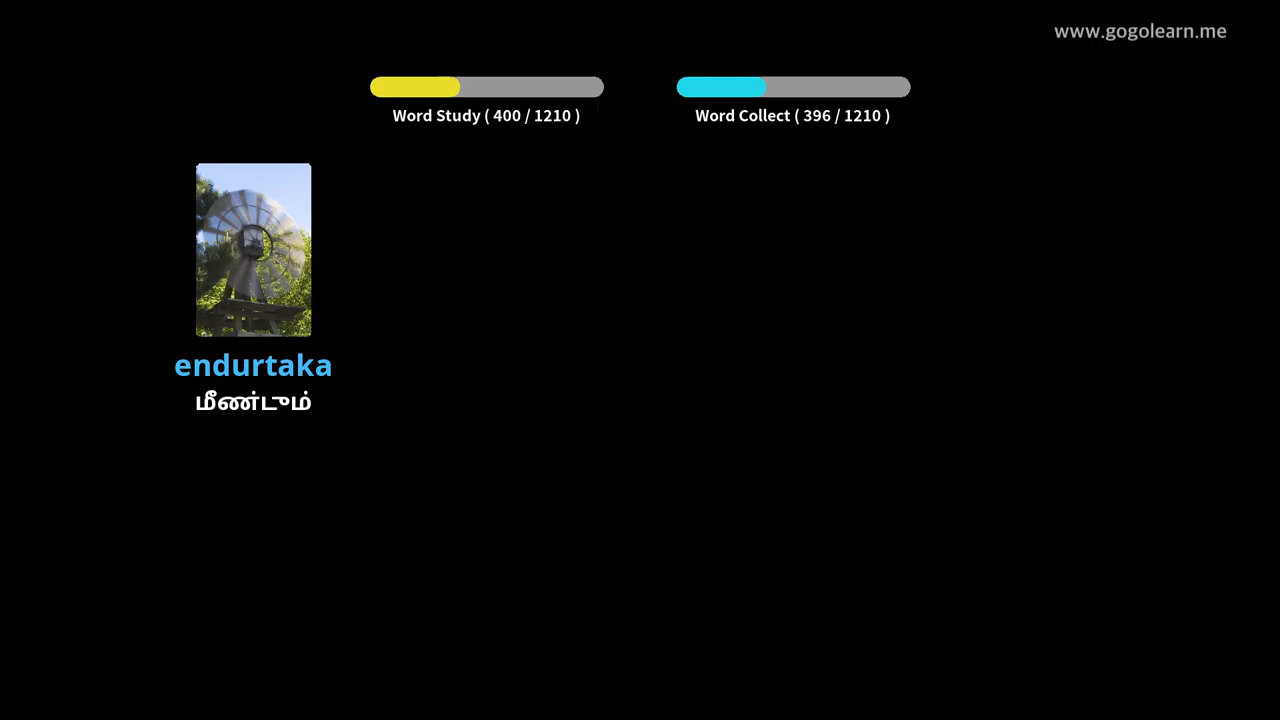 www.gogolearn.me
Word Study ( 400 / 1210 )
Word Collect ( 396 / 1210 )
endurtaka
மீண்டும்